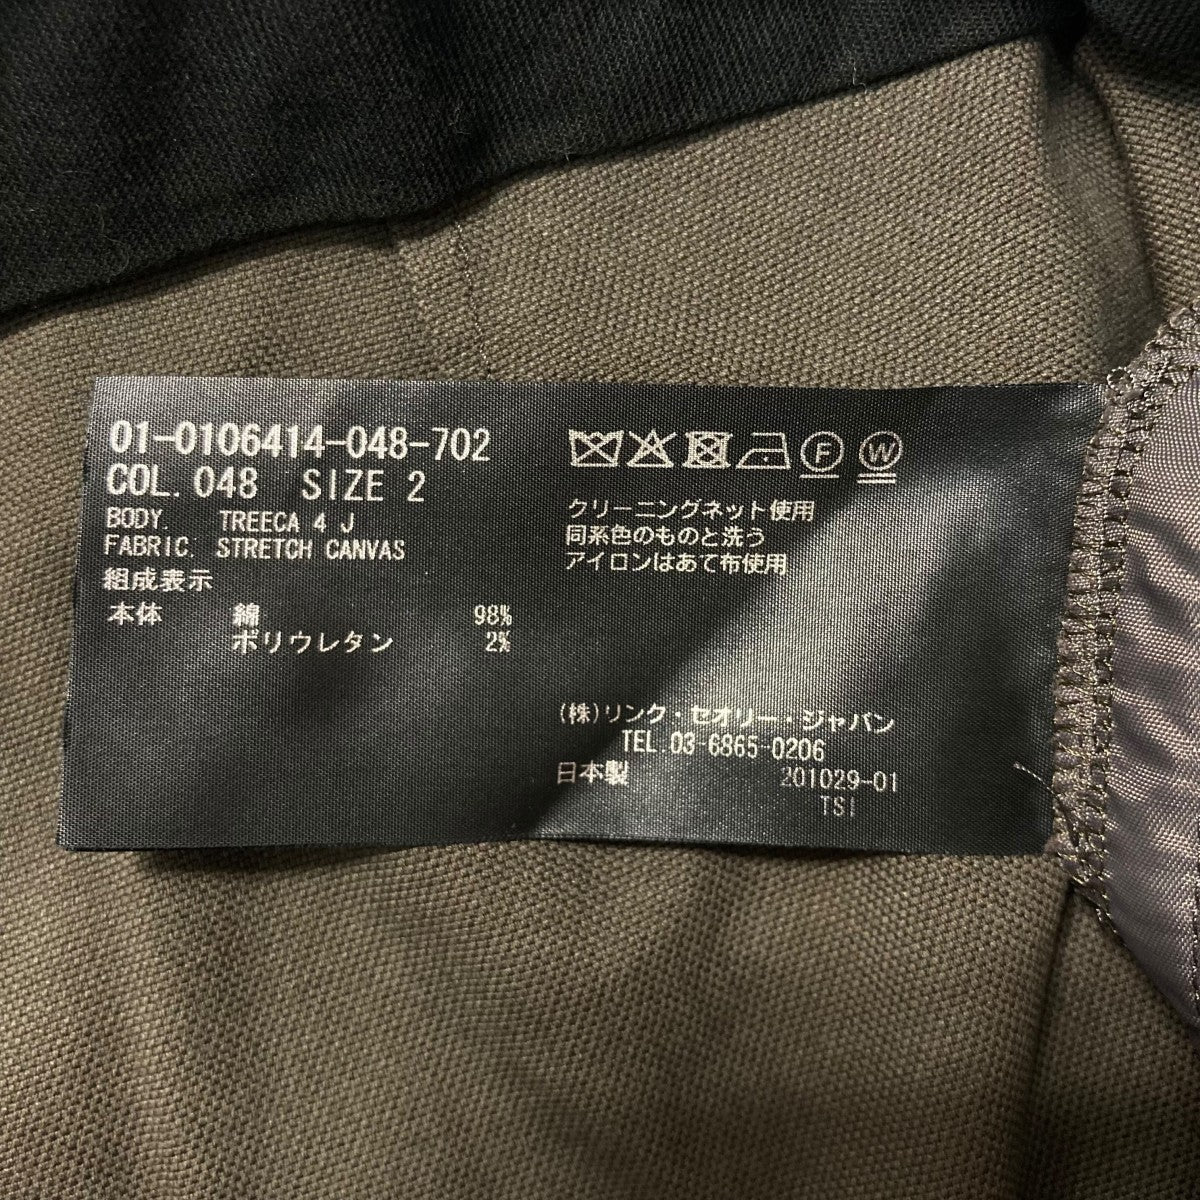 01-0106414-048-702
COL. 048 SIZE 2
BODY. TREECA 4 J
FABRIC. STRETCH CANVAS
組成表示
本体 綿 98%
ポリウレタン 2%
F W
クリーニングネット使用
同系色のものと洗う
アイロンはあて布使用
(株)リンク・セオリー・ジャパン
TEL.03-6865-0206
日本製 201029-01
TSI